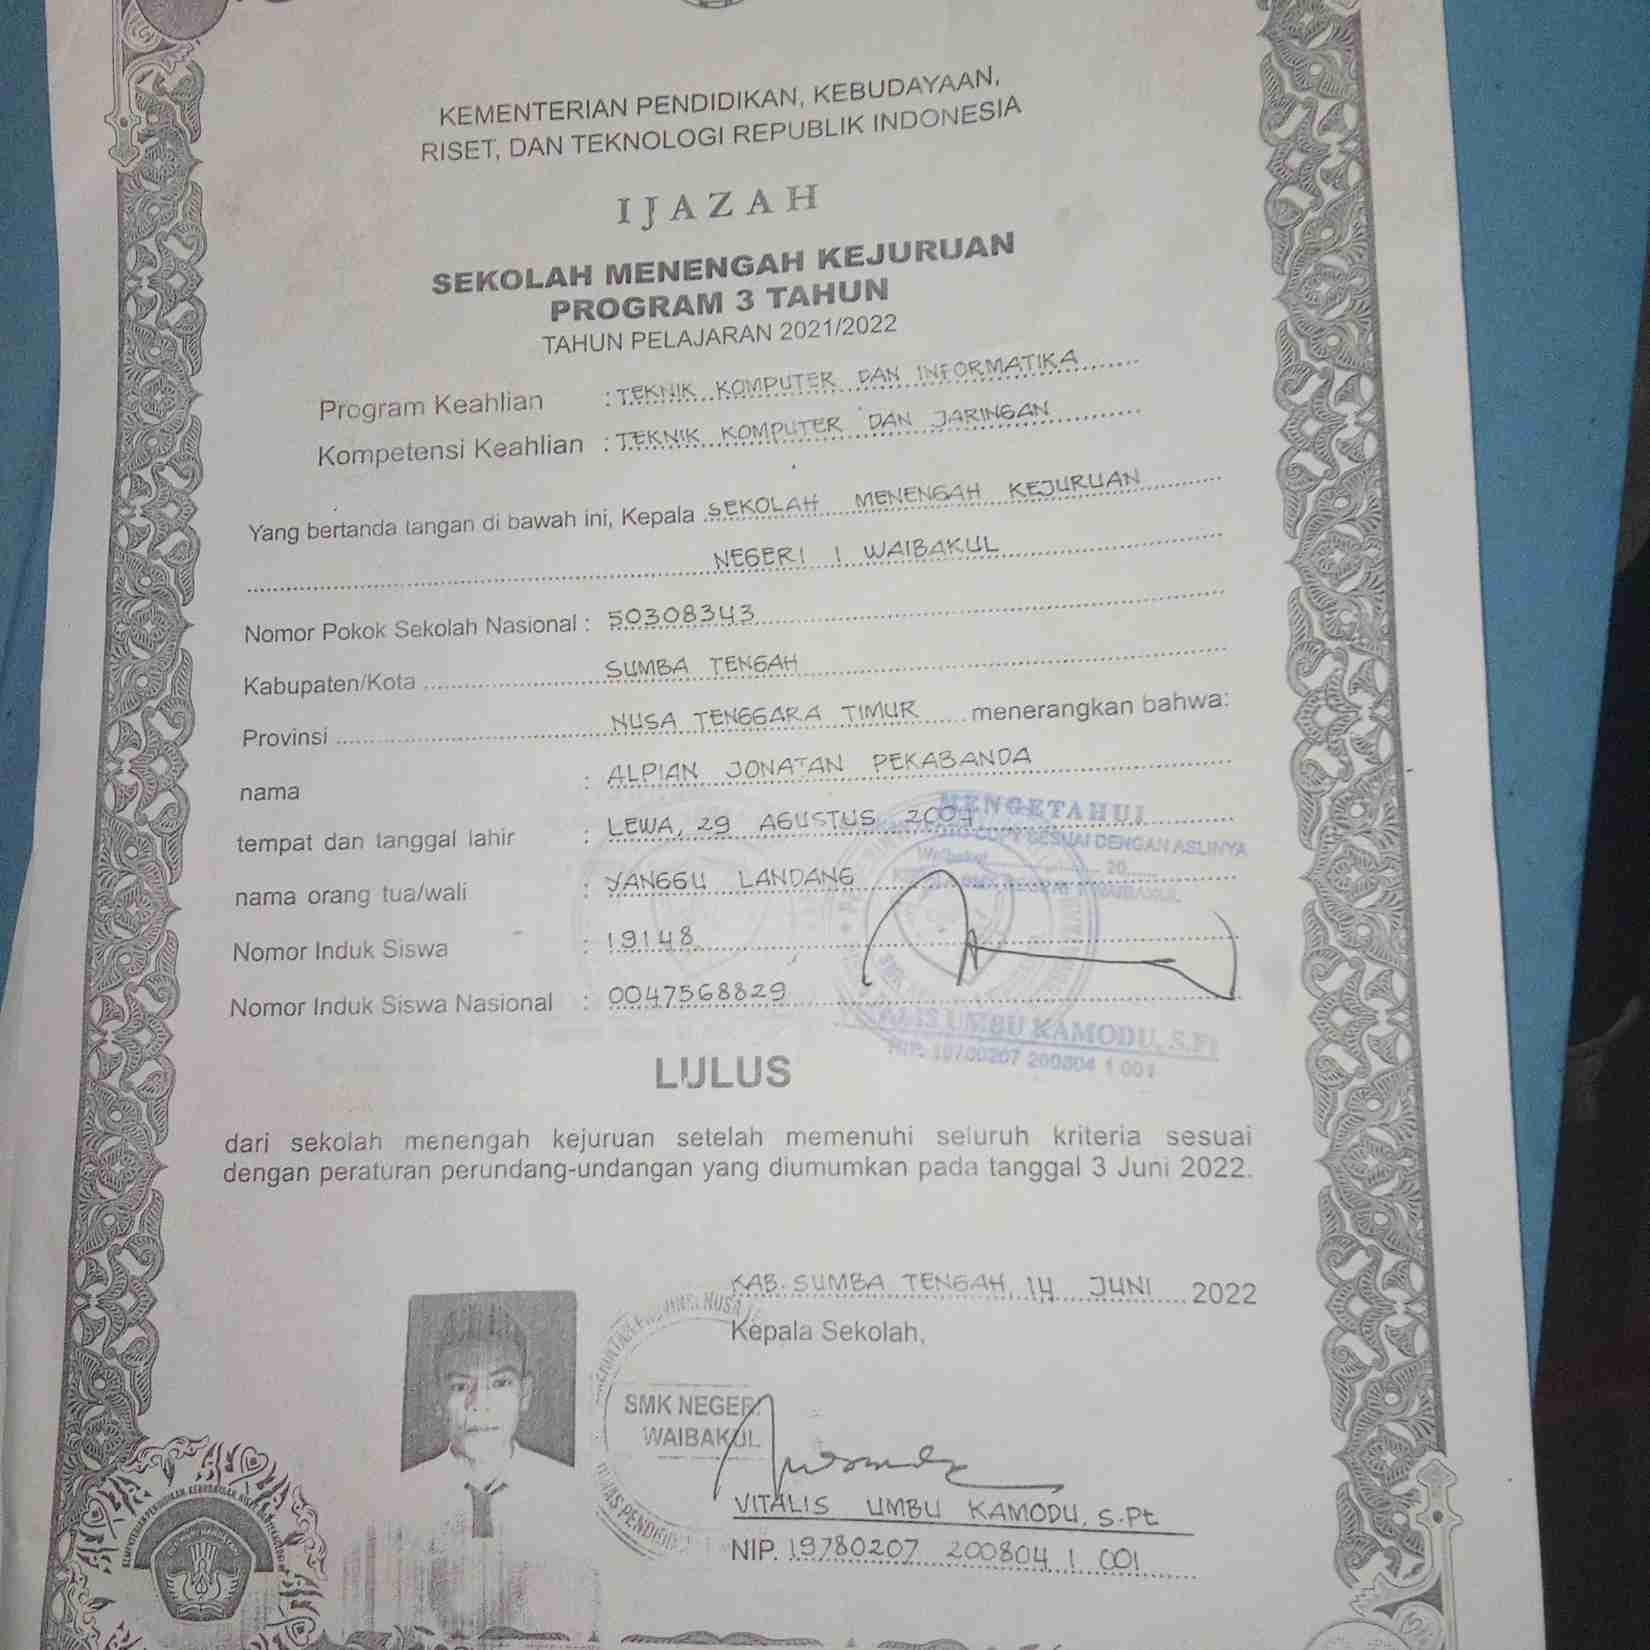 KEMENTERIAN PENDIDIKAN, KEBUDAYAAN,
RISET, DAN TEKNOLOGI REPUBLIK INDONESIA
IJAZAH
SEKOLAH MENENGAH KEJURUAN
PROGRAM 3 TAHUN
TAHUN PELAJARAN 2021/2022
Program Keahlian : TEKNIK KOMPUTER DAN INFORMATIKA
Kompetensi Keahlian : TEKNIK KOMPUTER DAN JARINGAN
Yang bertanda tangan di bawah ini, Kepala SEKOLAH MENENGAH KEJURUAN
NEGERI 1 WAIBAKUL
Nomor Pokok Sekolah Nasional : 50308343
Kabupaten/Kota SUMBA TENGAH
Provinsi NUSA TENGGARA TIMUR menerangkan bahwa:
nama : ALPIAN JONATAN PEKABANDA
tempat dan tanggal lahir : LEWA, 29 AGUSTUS
nama orang tua/wali : YANGGU LANDANG
Nomor Induk Siswa : 19148
Nomor Induk Siswa Nasional : 0047568829
MENGETAHUI
COPY SESUAI DENGAN ASLINYA
20
UMBU KAMODU, S.Pt
200804 1 001
LULUS
dari sekolah menengah kejuruan setelah memenuhi seluruh kriteria sesuai
dengan peraturan perundang-undangan yang diumumkan pada tanggal 3 Juni 2022.
KAB. SUMBA TENGAH, 14 JUNI 2022
Kepala Sekolah,
SMK NEGERI
WAIBAKUL
VITALIS UMBU KAMODU, S.Pt
NIP. 19780207 200804 1 001